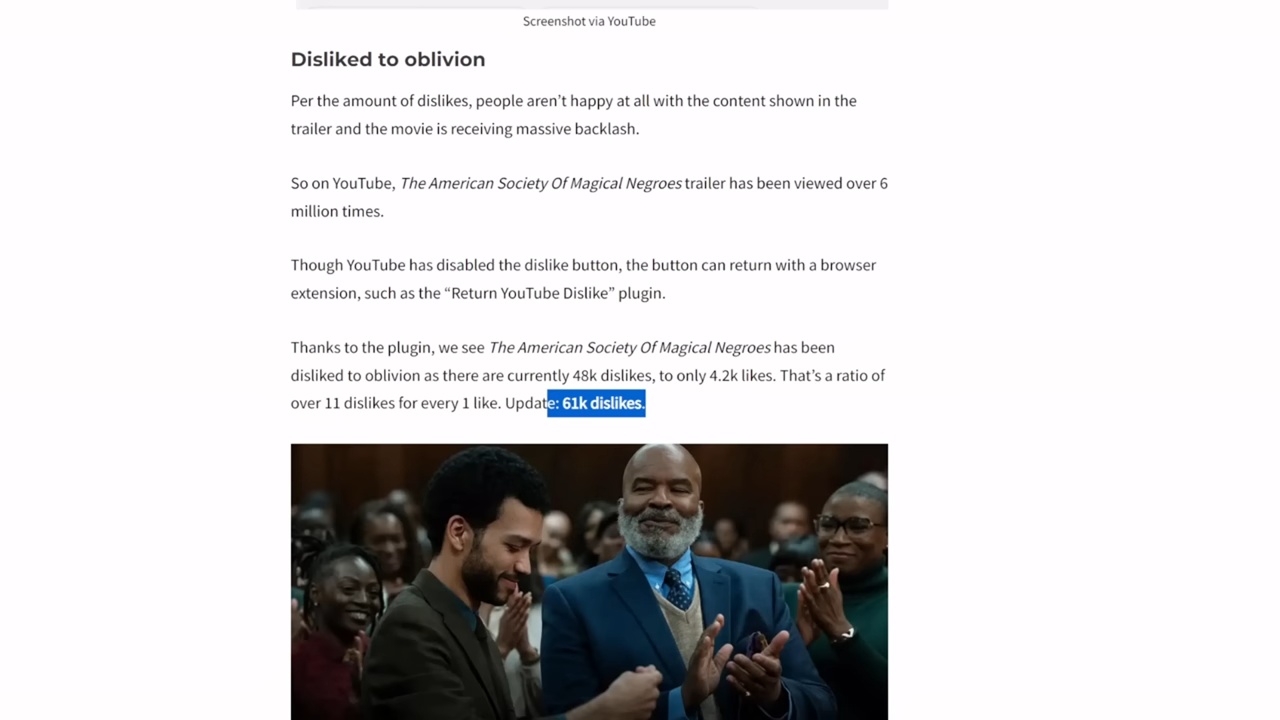 Screenshot via YouTube
Disliked to oblivion
Per the amount of dislikes, people aren’t happy at all with the content shown in the
trailer and the movie is receiving massive backlash.
So on YouTube, The American Society Of Magical Negroes trailer has been viewed over 6
million times.
Though YouTube has disabled the dislike button, the button can return with a browser
extension, such as the “Return YouTube Dislike” plugin.
Thanks to the plugin, we see The American Society Of Magical Negroes has been
disliked to oblivion as there are currently 48k dislikes, to only 4.2k likes. That’s a ratio of
over 11 dislikes for every 1 like. Update: 61k dislikes.